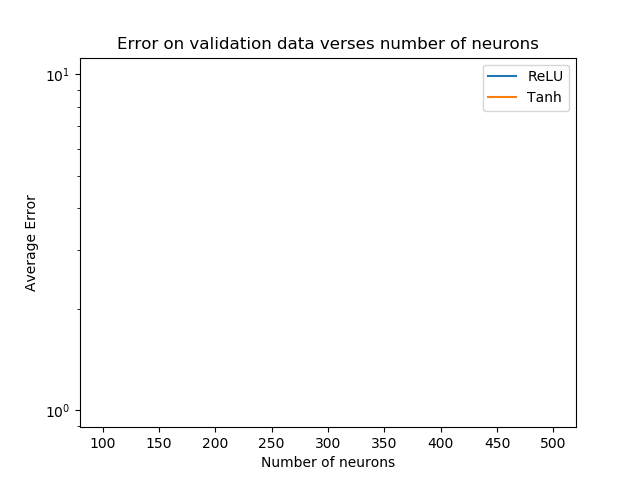 Error on validation data verses number of neurons
ReLU
Tanh
Average Error
10¹
10⁰
100 150 200 250 300 350 400 450 500
Number of neurons